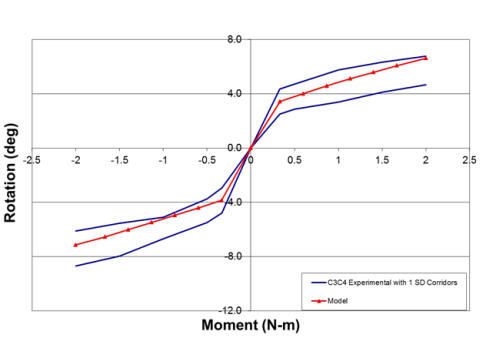 8.0
4.0
0.0
-2.5 -2 -1.5 -1 -0.5 0 0.5 1 1.5 2 2.5
-4.0
-8.0
-12.0
Rotation (deg)
Moment (N-m)
C3C4 Experimental with 1 SD Corridors
Model